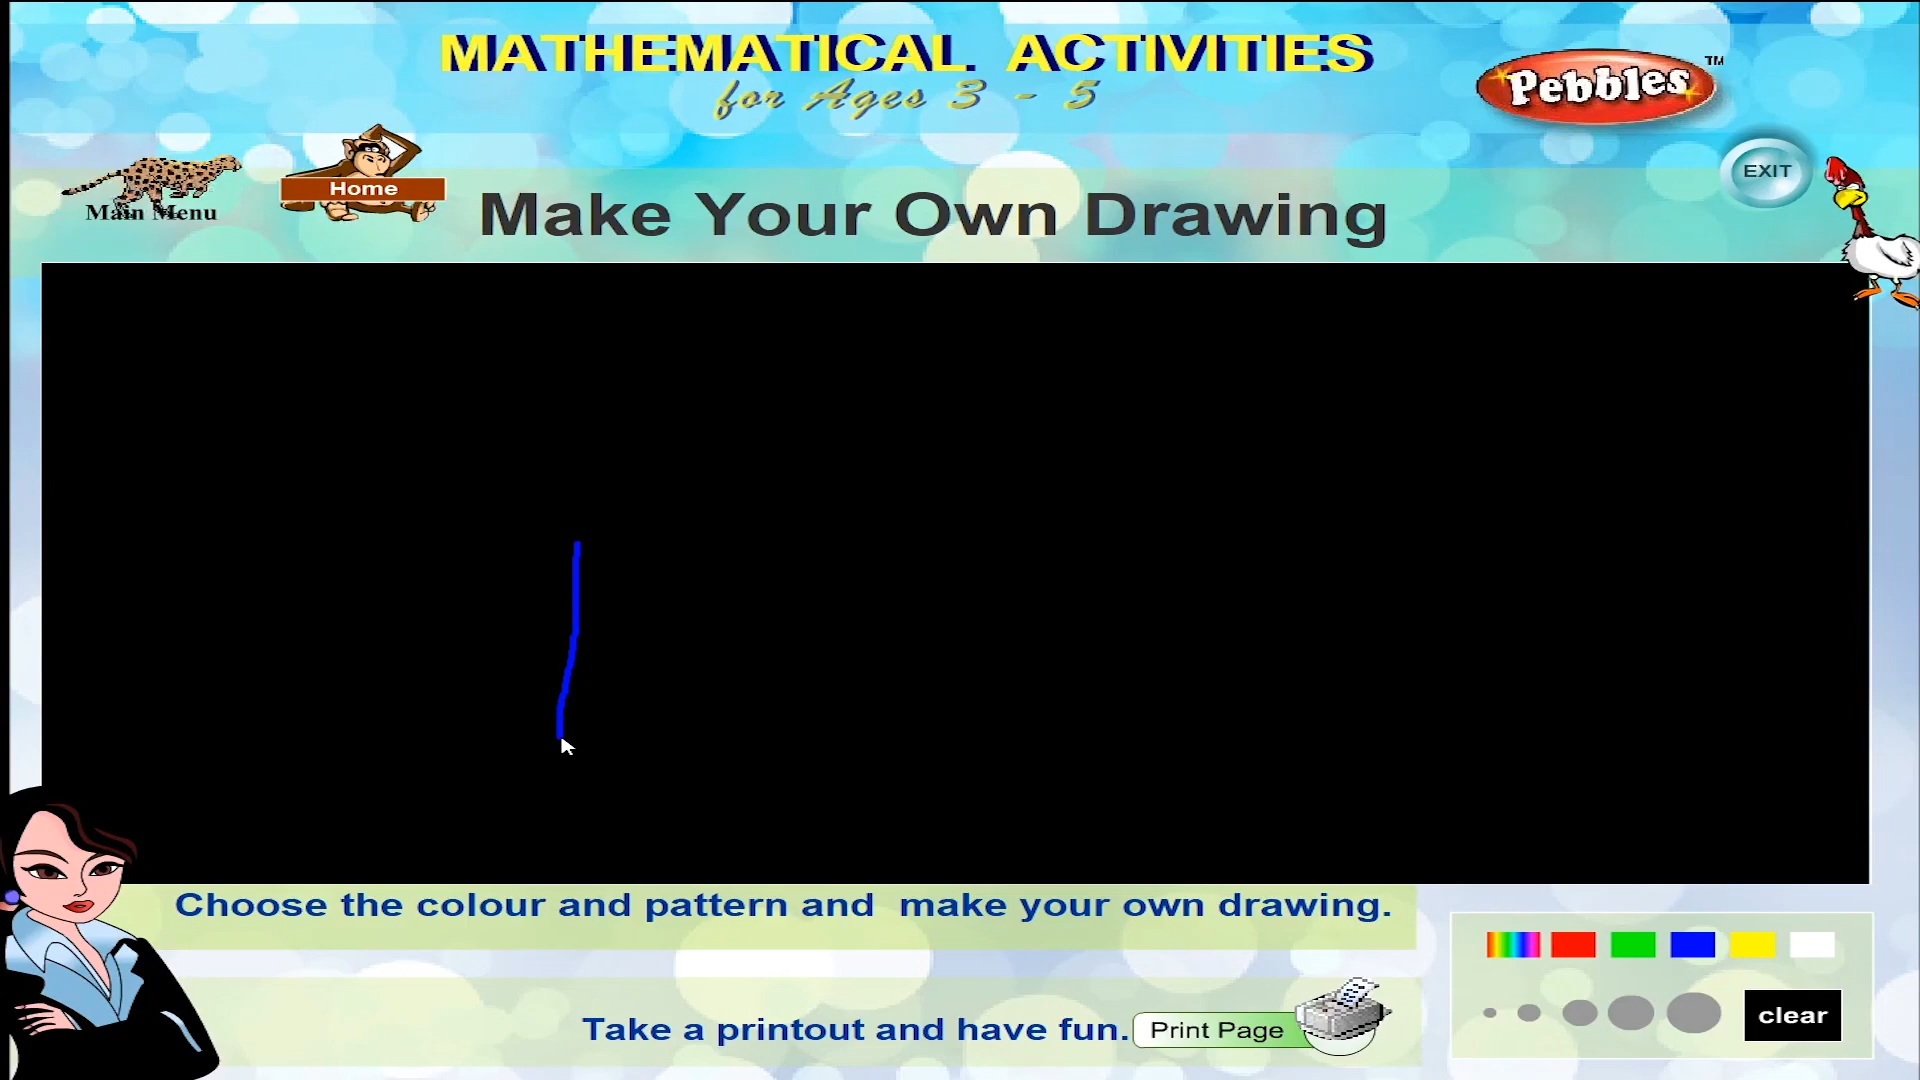 MATHEMATICAL ACTIVITIES
for Ages 3 - 5
Pebbles TM
Main Menu
Home
Make Your Own Drawing
EXIT
Choose the colour and pattern and make your own drawing.
Take a printout and have fun.
Print Page
clear